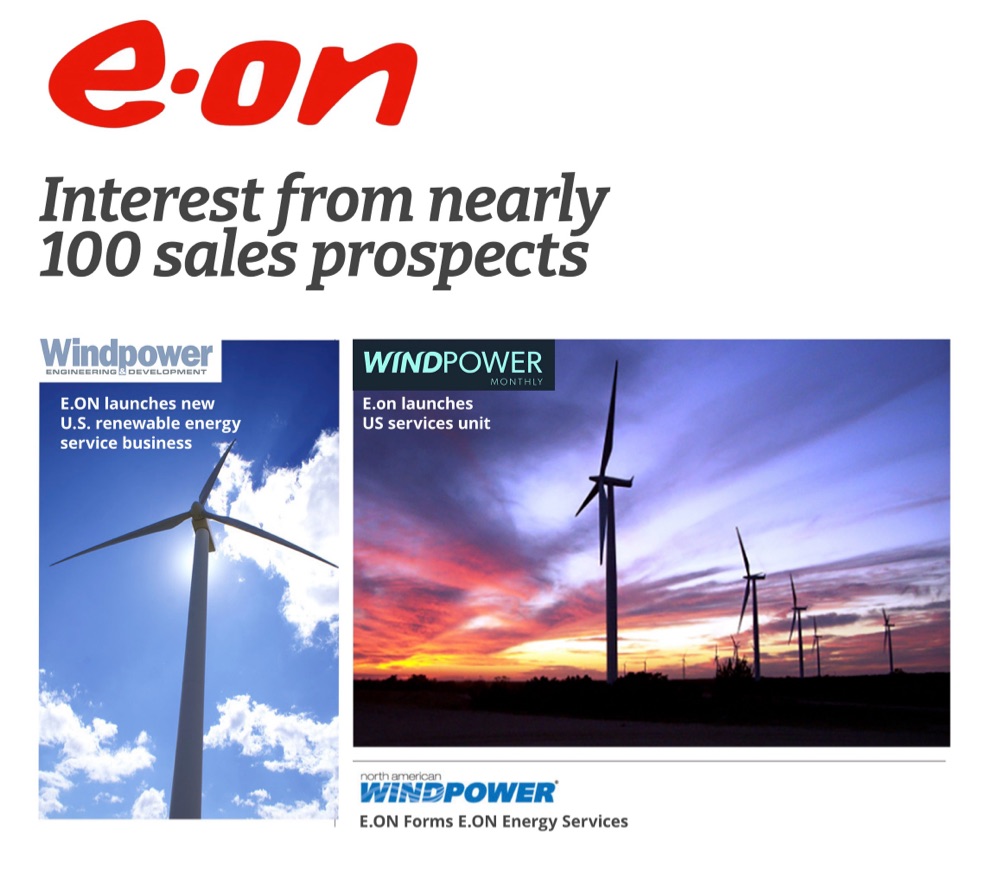 e·on
Interest from nearly
100 sales prospects
Windpower
ENGINEERING & DEVELOPMENT
E.ON launches new
U.S. renewable energy
service business
WINDPOWER
MONTHLY
E.on launches
US services unit
north american
WINDPOWER
E.ON Forms E.ON Energy Services